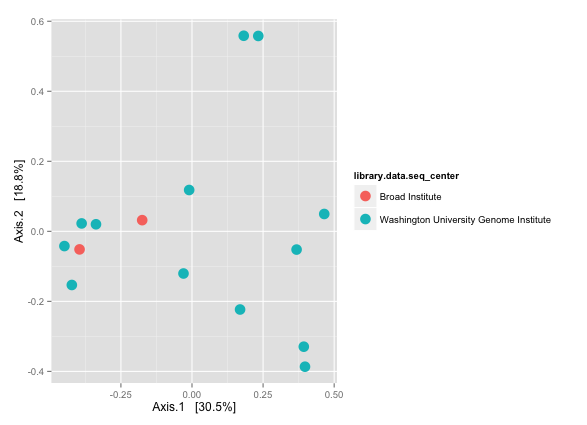 0.6
0.4
0.2
0.0
-0.2
-0.4
Axis.2 [18.8%]
-0.25
0.00
0.25
0.50
Axis.1 [30.5%]
library.data.seq_center
Broad Institute
Washington University Genome Institute